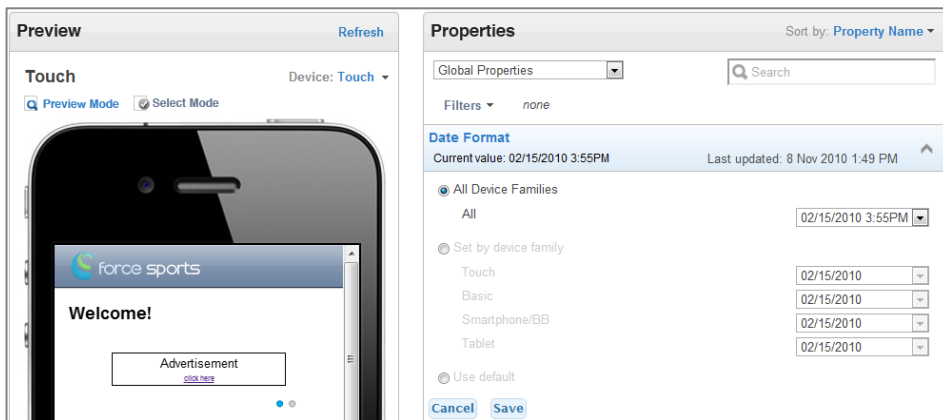 Preview
Refresh
Touch
Device: Touch
Preview Mode
Select Mode
force sports
Welcome!
Advertisement
click here
Properties
Sort by: Property Name
Global Properties
Search
Filters
none
Date Format
Current value: 02/15/2010 3:55PM
Last updated: 8 Nov 2010 1:49 PM
All Device Families
All
02/15/2010 3:55PM
Set by device family
Touch
02/15/2010
Basic
02/15/2010
Smartphone/BB
02/15/2010
Tablet
02/15/2010
Use default
Cancel
Save